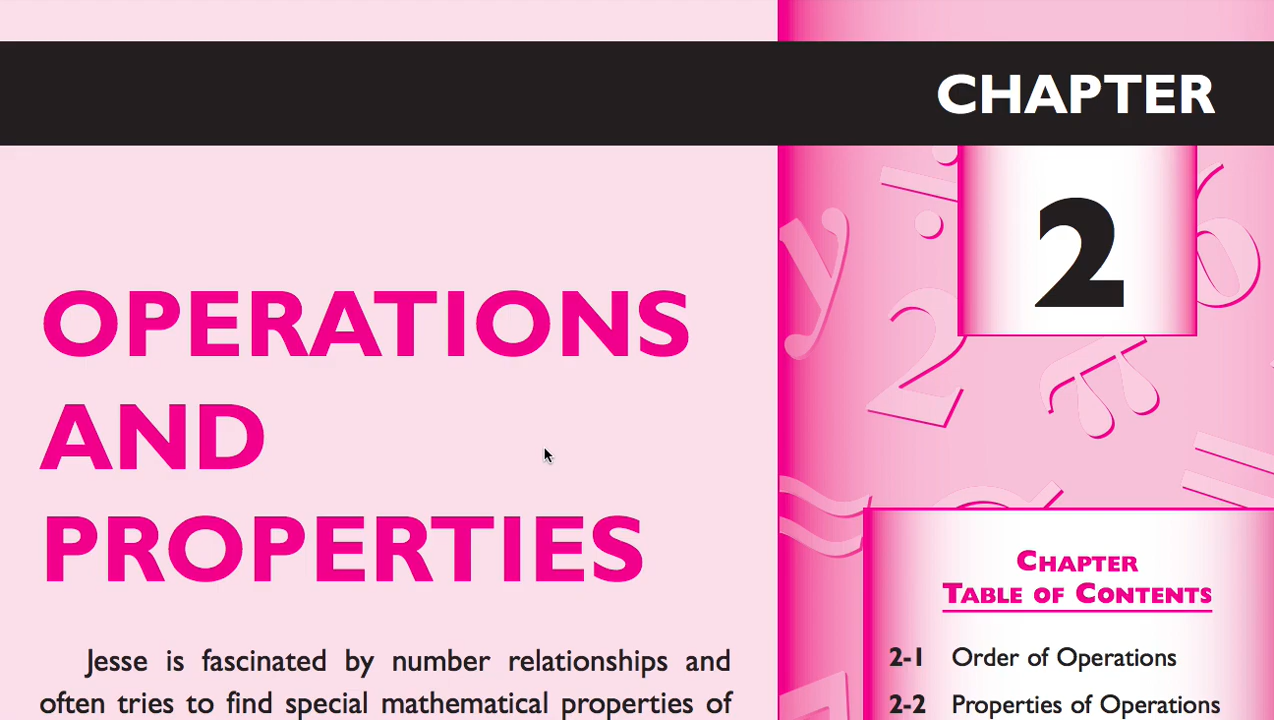 CHAPTER
2
OPERATIONS
AND
PROPERTIES
Jesse is fascinated by number relationships and
often tries to find special mathematical properties of
CHAPTER
TABLE OF CONTENTS
2-1 Order of Operations
2-2 Properties of Operations